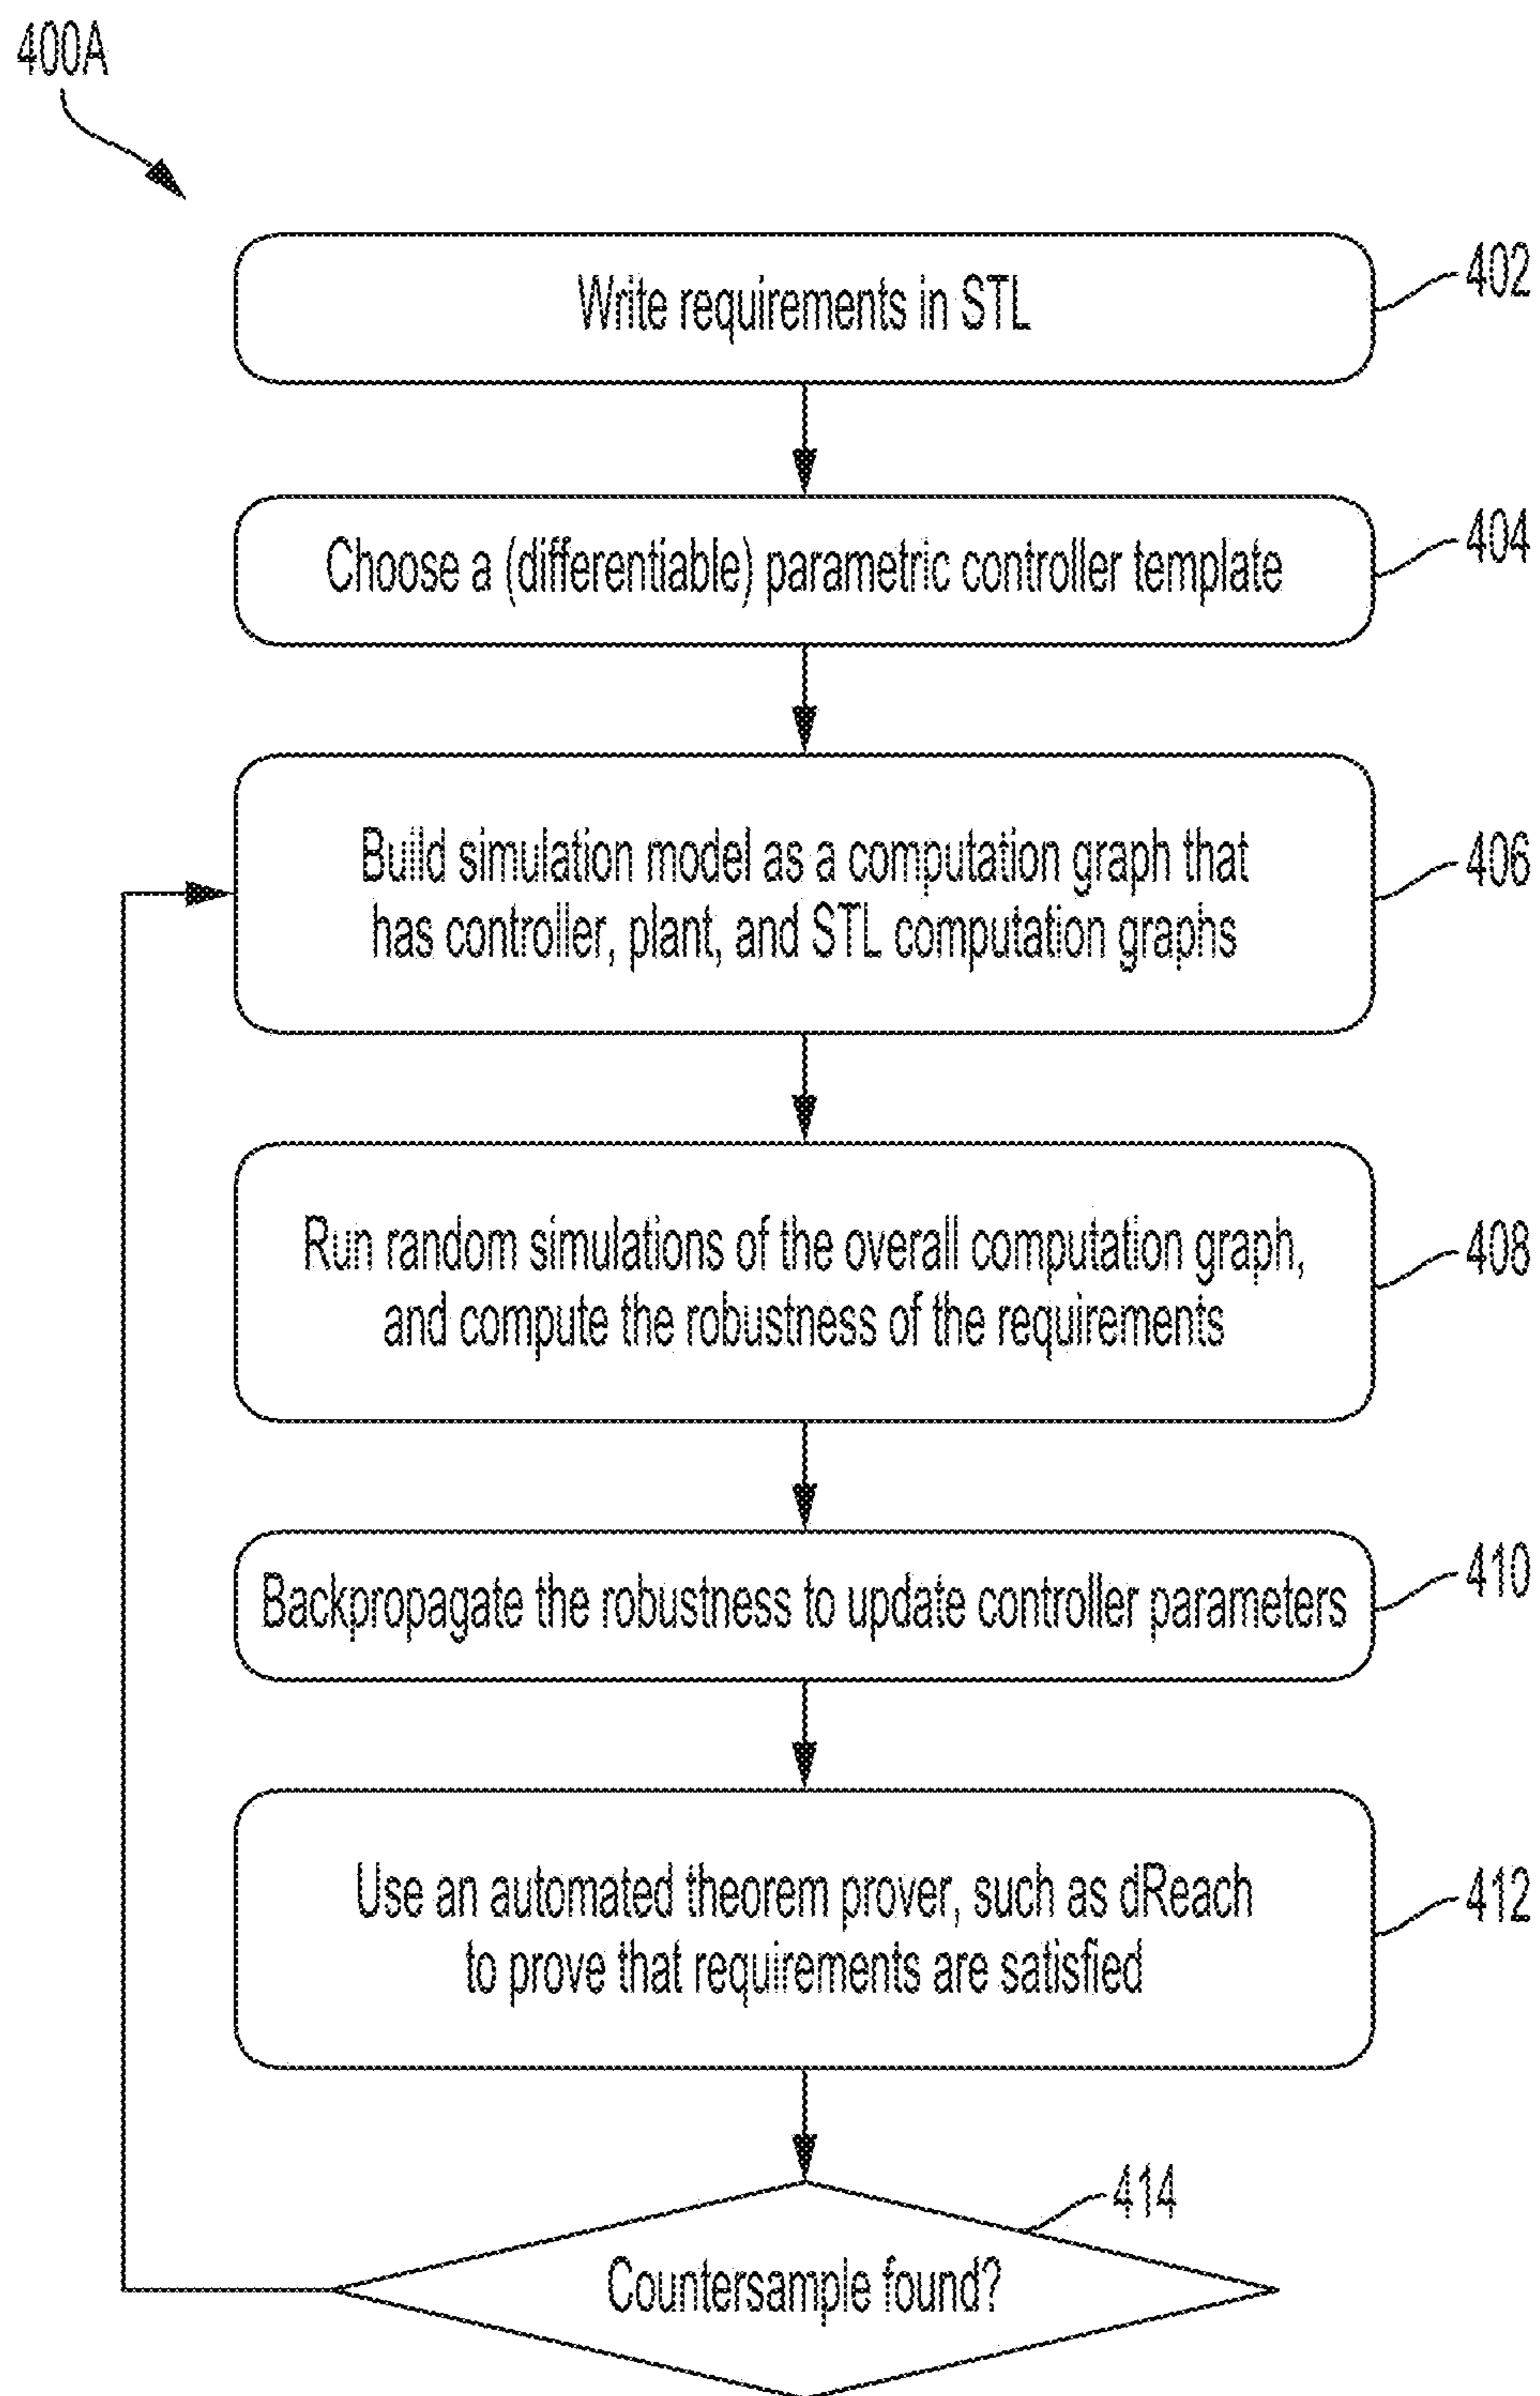 400A
Write requirements in STL
402
Choose a (differentiable) parametric controller template
404
Build simulation model as a computation graph that
has controller, plant, and STL computation graphs
406
Run random simulations of the overall computation graph,
and compute the robustness of the requirements
408
Backpropagate the robustness to update controller parameters
410
Use an automated theorem prover, such as dReach
to prove that requirements are satisfied
412
414
Countersample found?